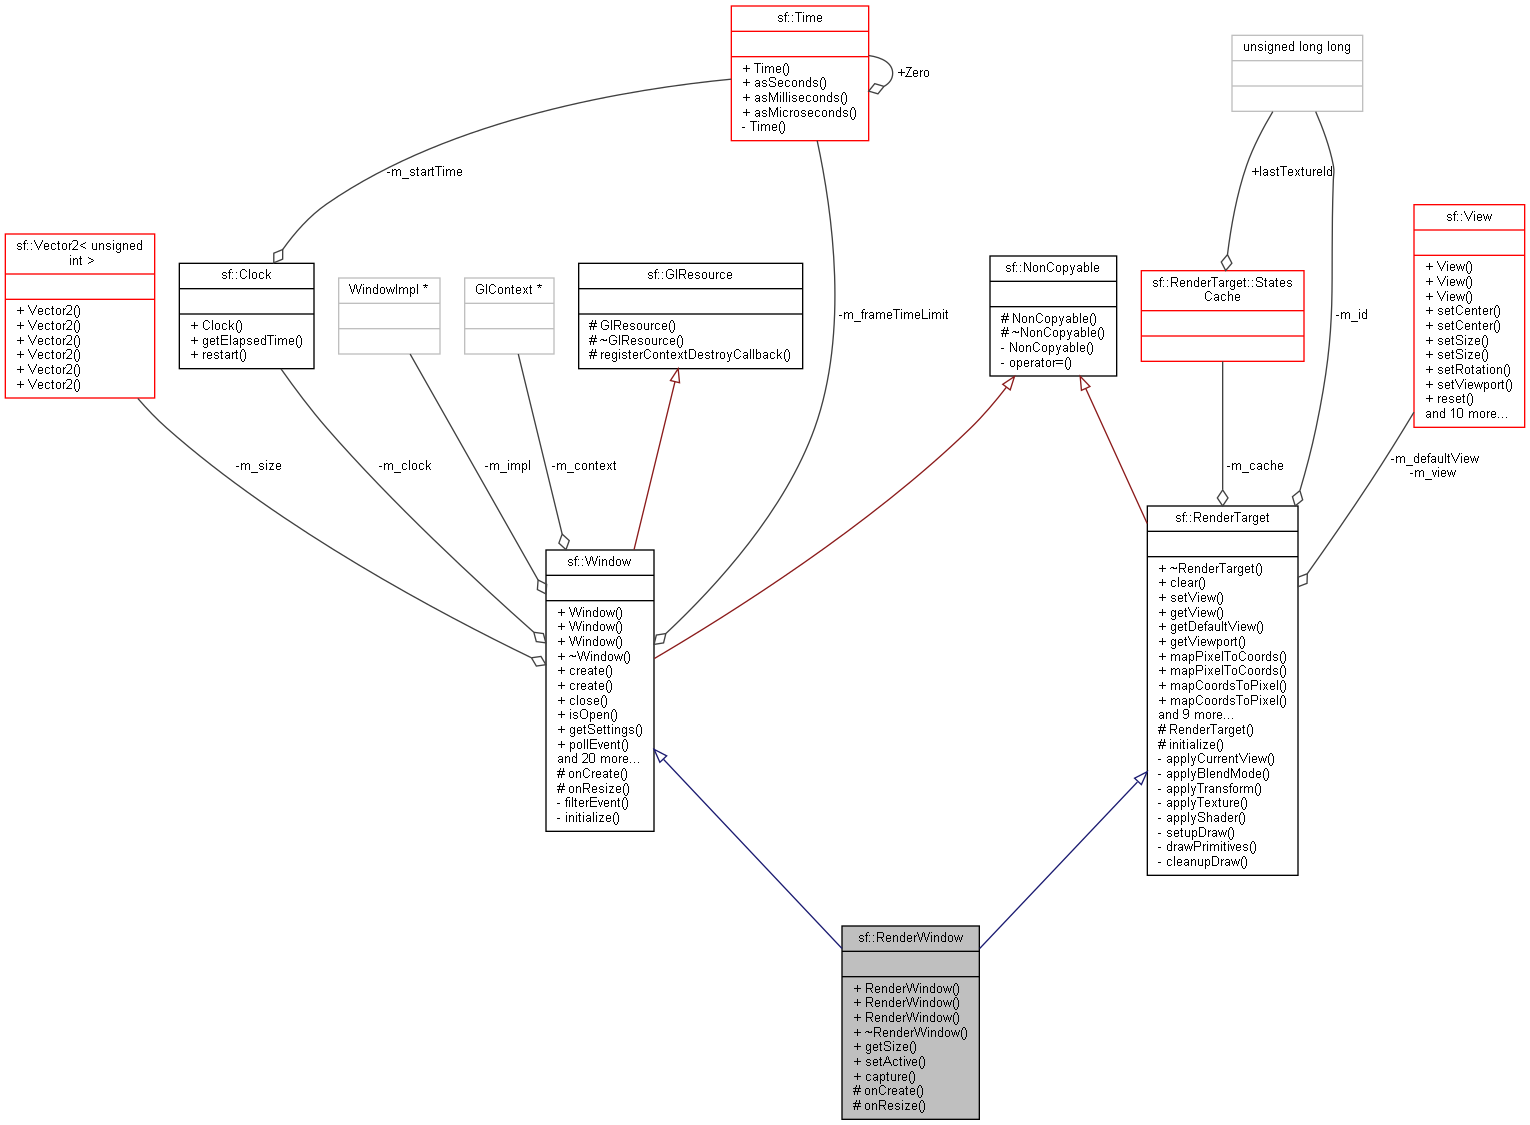 sf::Time
+ Time()
+ asSeconds()
+ asMilliseconds()
+ asMicroseconds()
- Time()
+Zero
unsigned long long
-m_startTime
+lastTextureId
sf::Vector2< unsigned
int >
+ Vector2()
+ Vector2()
+ Vector2()
+ Vector2()
+ Vector2()
+ Vector2()
sf::Clock
+ Clock()
+ getElapsedTime()
+ restart()
WindowImpl *
GlContext *
sf::GlResource
# GlResource()
# ~GlResource()
# registerContextDestroyCallback()
-m_frameTimeLimit
sf::NonCopyable
# NonCopyable()
# ~NonCopyable()
- NonCopyable()
- operator=()
sf::RenderTarget::States
Cache
-m_id
sf::View
+ View()
+ View()
+ View()
+ setCenter()
+ setCenter()
+ setSize()
+ setSize()
+ setRotation()
+ setViewport()
+ reset()
and 10 more...
-m_size
-m_clock
-m_impl
-m_context
-m_cache
-m_defaultView
-m_view
sf::Window
+ Window()
+ Window()
+ Window()
+ ~Window()
+ create()
+ create()
+ close()
+ isOpen()
+ getSettings()
+ pollEvent()
and 20 more...
# onCreate()
# onResize()
- filterEvent()
- initialize()
sf::RenderTarget
+ ~RenderTarget()
+ clear()
+ setView()
+ getView()
+ getDefaultView()
+ getViewport()
+ mapPixelToCoords()
+ mapPixelToCoords()
+ mapCoordsToPixel()
+ mapCoordsToPixel()
and 9 more...
# RenderTarget()
# initialize()
- applyCurrentView()
- applyBlendMode()
- applyTransform()
- applyTexture()
- applyShader()
- setupDraw()
- drawPrimitives()
- cleanupDraw()
sf::RenderWindow
+ RenderWindow()
+ RenderWindow()
+ RenderWindow()
+ ~RenderWindow()
+ getSize()
+ setActive()
+ capture()
# onCreate()
# onResize()